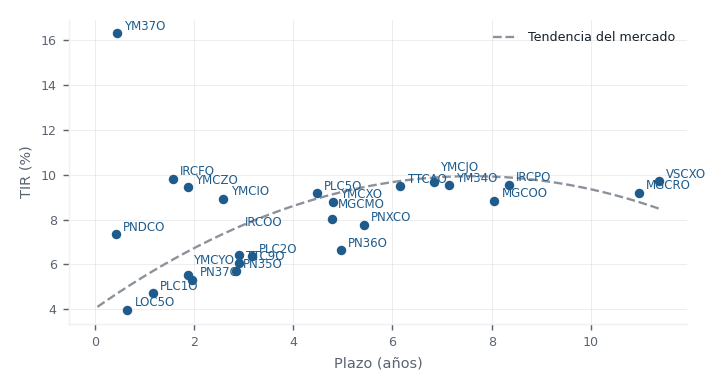 YM37O
Tendencia del mercado
IRCFO
YMCZO
YMCIO
PLC5O
YMCXO
MGCMO
TTCAO
YMCJO
YM34O
IRCPO
MGCOO
VSCXO
MGCRO
PNDCO
IRCOO
PNXCO
PN36O
PLC2O
TTC9O
PN35O
YMCYO
PN37O
PLC1O
LOC5O
16
14
12
10
8
6
4
TIR (%)
0
2
4
6
8
10
Plazo (años)